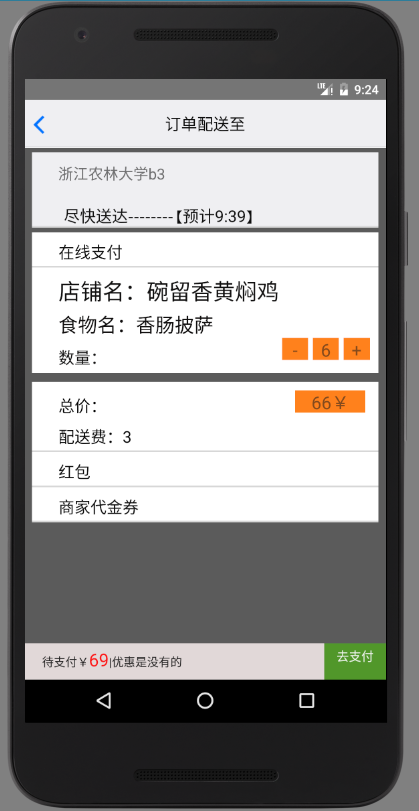 LTE 9:24
订单配送至
浙江农林大学b3
尽快送达--------【预计9:39】
在线支付
店铺名：碗留香黄焖鸡
食物名：香肠披萨
数量： - 6 +
总价： 66￥
配送费：3
红包
商家代金券
待支付￥69|优惠是没有的 去支付